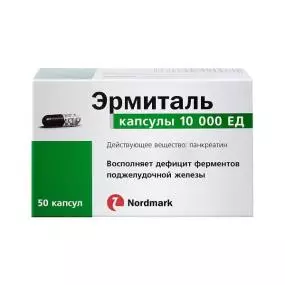 Эрмиталь
капсулы 10 000 ЕД
Действующее вещество: панкреатин
Восполняет дефицит ферментов
поджелудочной железы
50 капсул
Nordmark